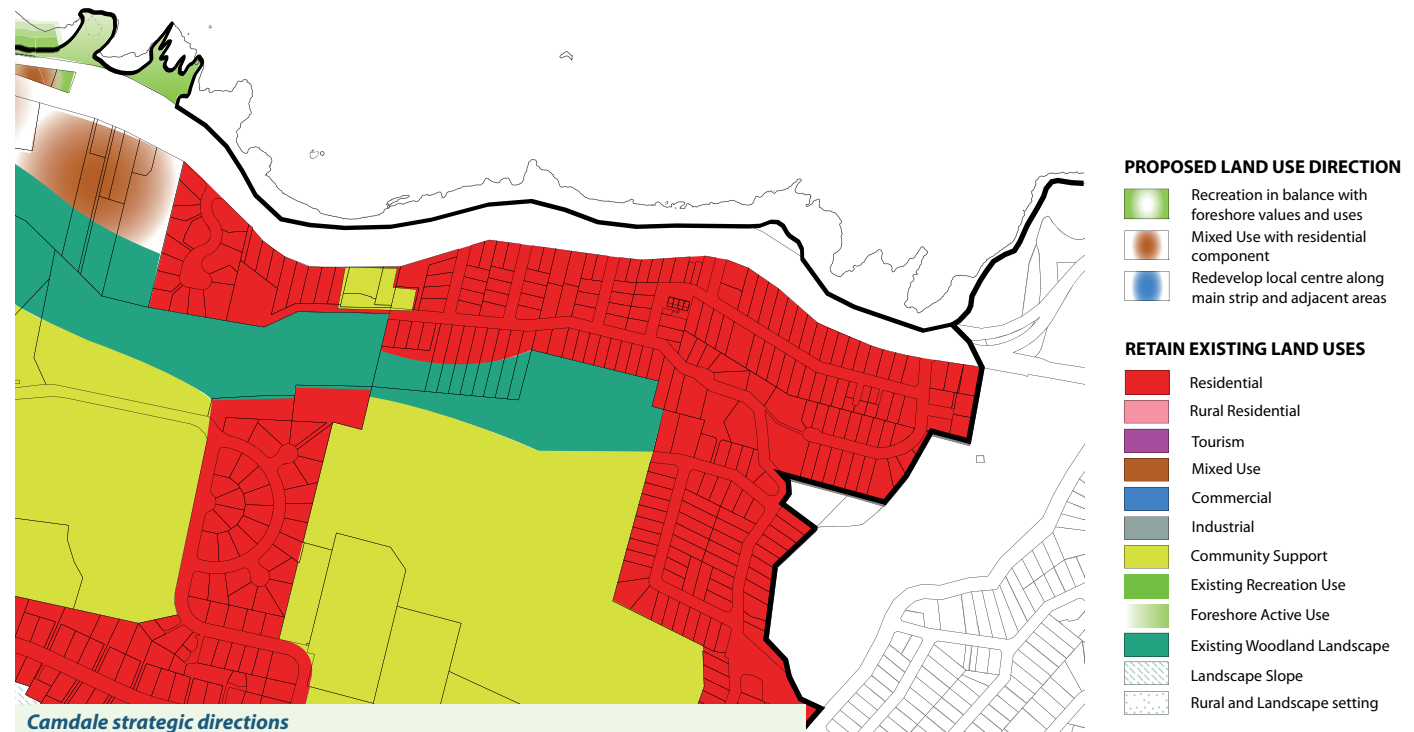 PROPOSED LAND USE DIRECTION
Recreation in balance with
foreshore values and uses
Mixed Use with residential
component
Redevelop local centre along
main strip and adjacent areas
RETAIN EXISTING LAND USES
Residential
Rural Residential
Tourism
Mixed Use
Commercial
Industrial
Community Support
Existing Recreation Use
Foreshore Active Use
Existing Woodland Landscape
Landscape Slope
Rural and Landscape setting
Camdale strategic directions